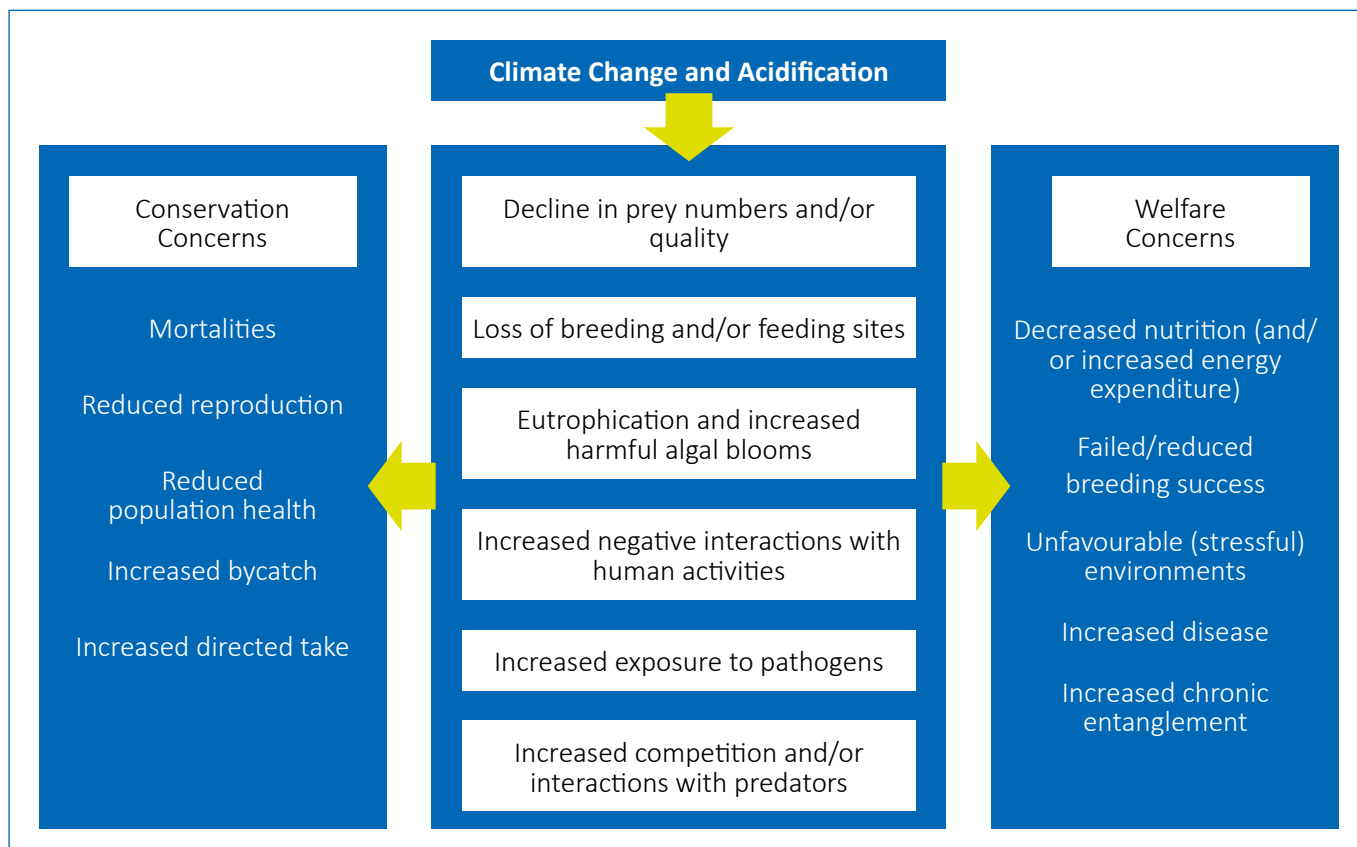 Climate Change and Acidification
Conservation
Concerns
Mortalities
Reduced reproduction
Reduced
population health
Increased bycatch
Increased directed take
Decline in prey numbers and/or
quality
Loss of breeding and/or feeding sites
Eutrophication and increased
harmful algal blooms
Increased negative interactions with
human activities
Increased exposure to pathogens
Increased competition and/or
interactions with predators
Welfare
Concerns
Decreased nutrition (and/
or increased energy
expenditure)
Failed/reduced
breeding success
Unfavourable (stressful)
environments
Increased disease
Increased chronic
entanglement